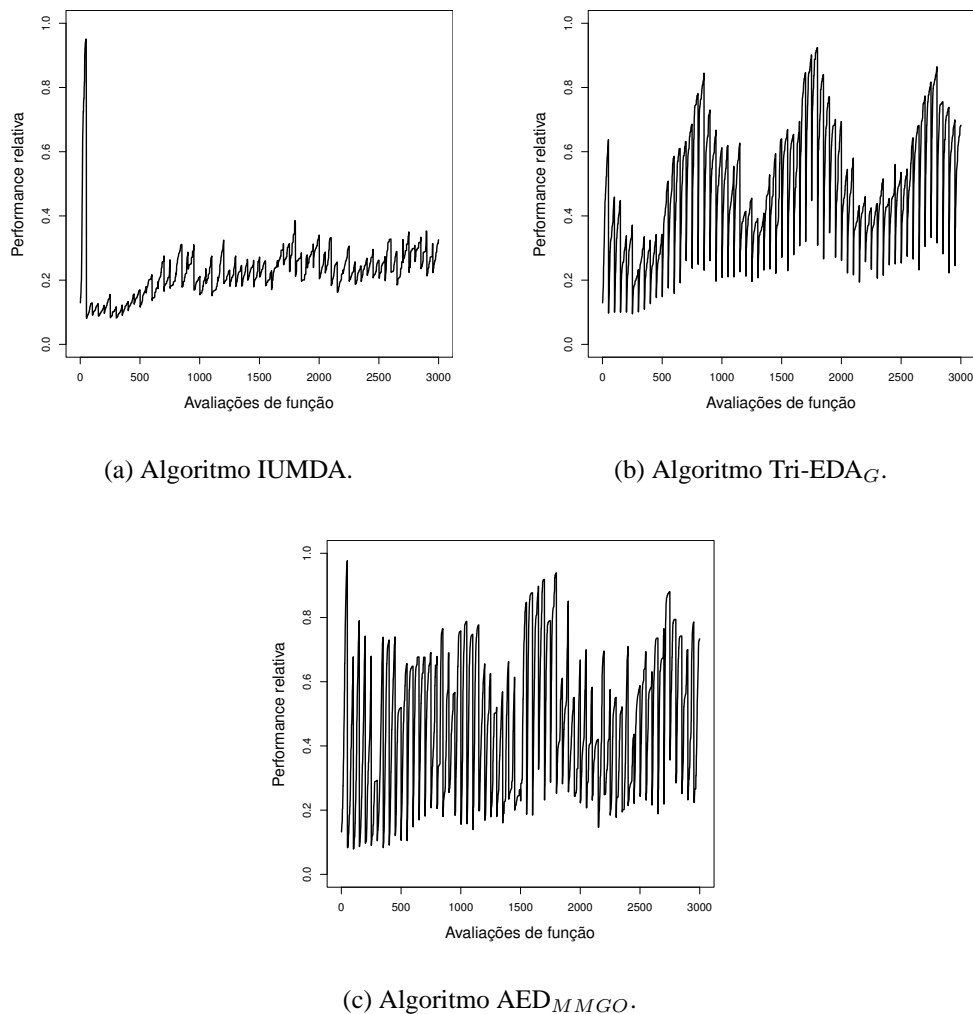 1.0
0.8
0.6
0.4
0.2
0.0
Performance relativa
0 500 1000 1500 2000 2500 3000
Avaliações de função
(a) Algoritmo IUMDA.
1.0
0.8
0.6
0.4
0.2
0.0
Performance relativa
0 500 1000 1500 2000 2500 3000
Avaliações de função
(b) Algoritmo Tri-EDA_G.
1.0
0.8
0.6
0.4
0.2
0.0
Performance relativa
0 500 1000 1500 2000 2500 3000
Avaliações de função
(c) Algoritmo AED_MMGO.